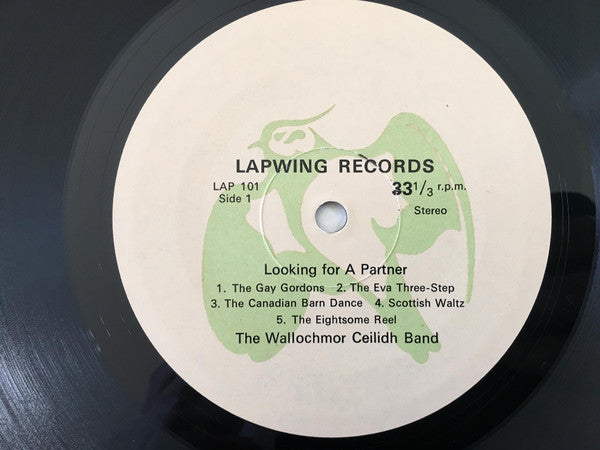 LAPWING RECORDS
LAP 101 33 1/3 r.p.m.
Side 1 Stereo
Looking for A Partner
1. The Gay Gordons 2. The Eva Three-Step
3. The Canadian Barn Dance 4. Scottish Waltz
5. The Eightsome Reel
The Wallochmor Ceilidh Band